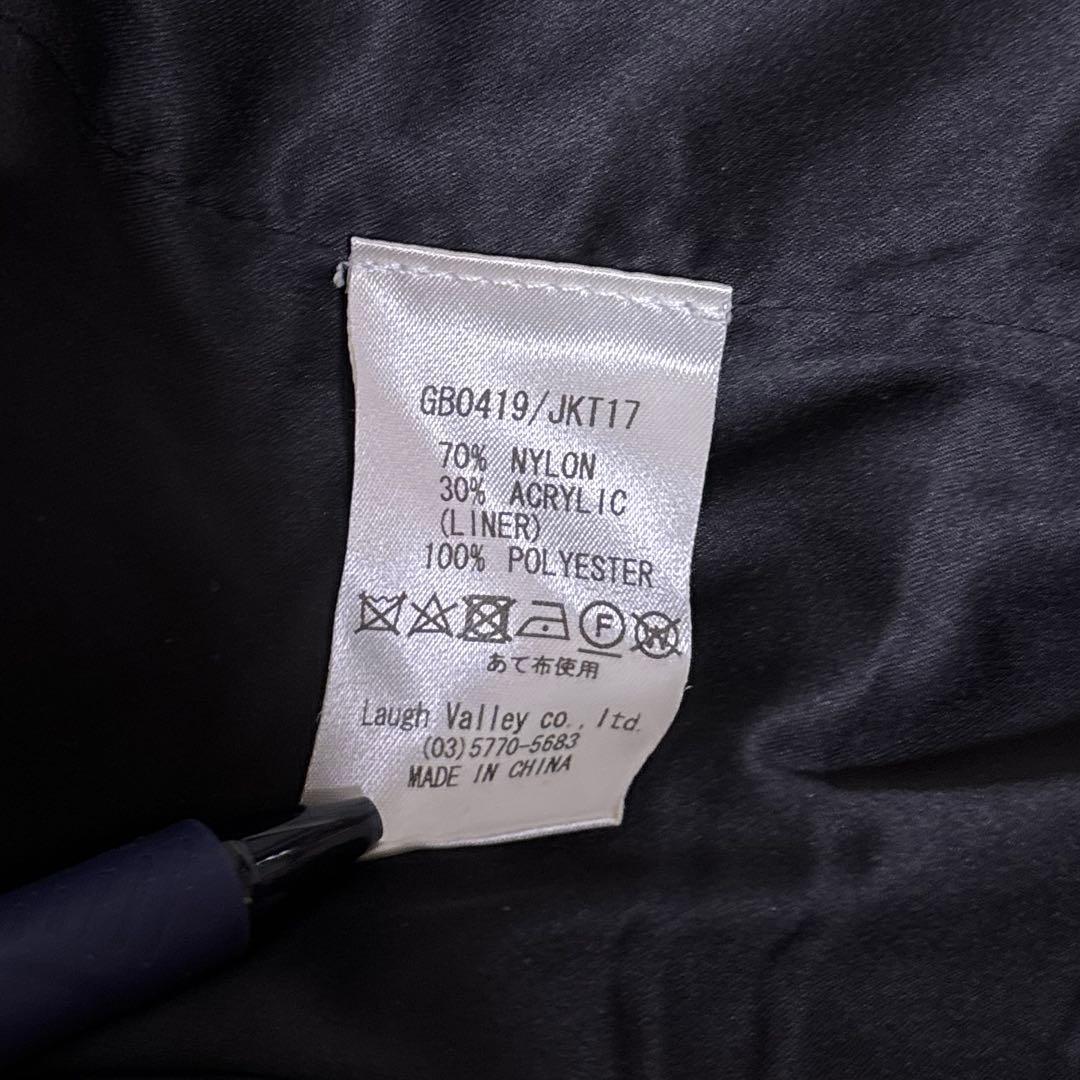 GB0419/JKT17
70% NYLON
30% ACRYLIC
(LINER)
100% POLYESTER
F W
あて布使用
Laugh Valley co., ltd.
(03)5770-5683
MADE IN CHINA